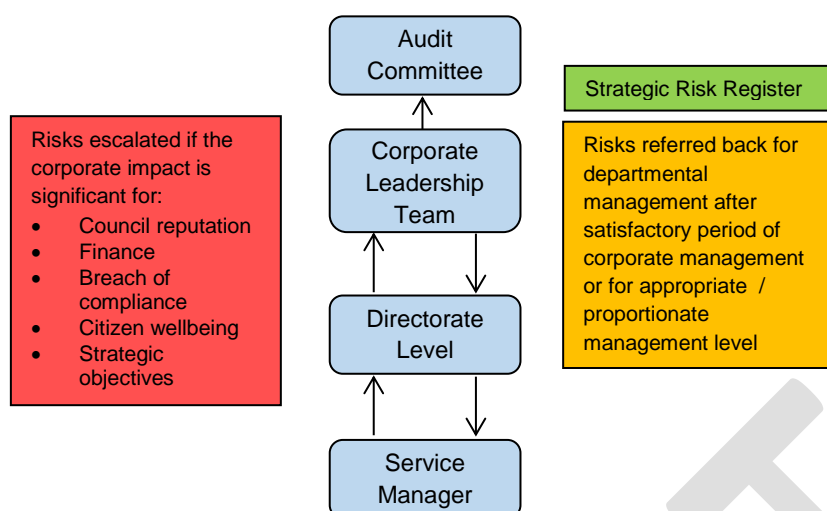 Audit
Committee
Strategic Risk Register
Risks escalated if the
corporate impact is
significant for:
• Council reputation
• Finance
• Breach of
compliance
• Citizen wellbeing
• Strategic
objectives
Corporate
Leadership
Team
Risks referred back for
departmental
management after
satisfactory period of
corporate management
or for appropriate / 
proportionate
management level
Directorate
Level
Service
Manager